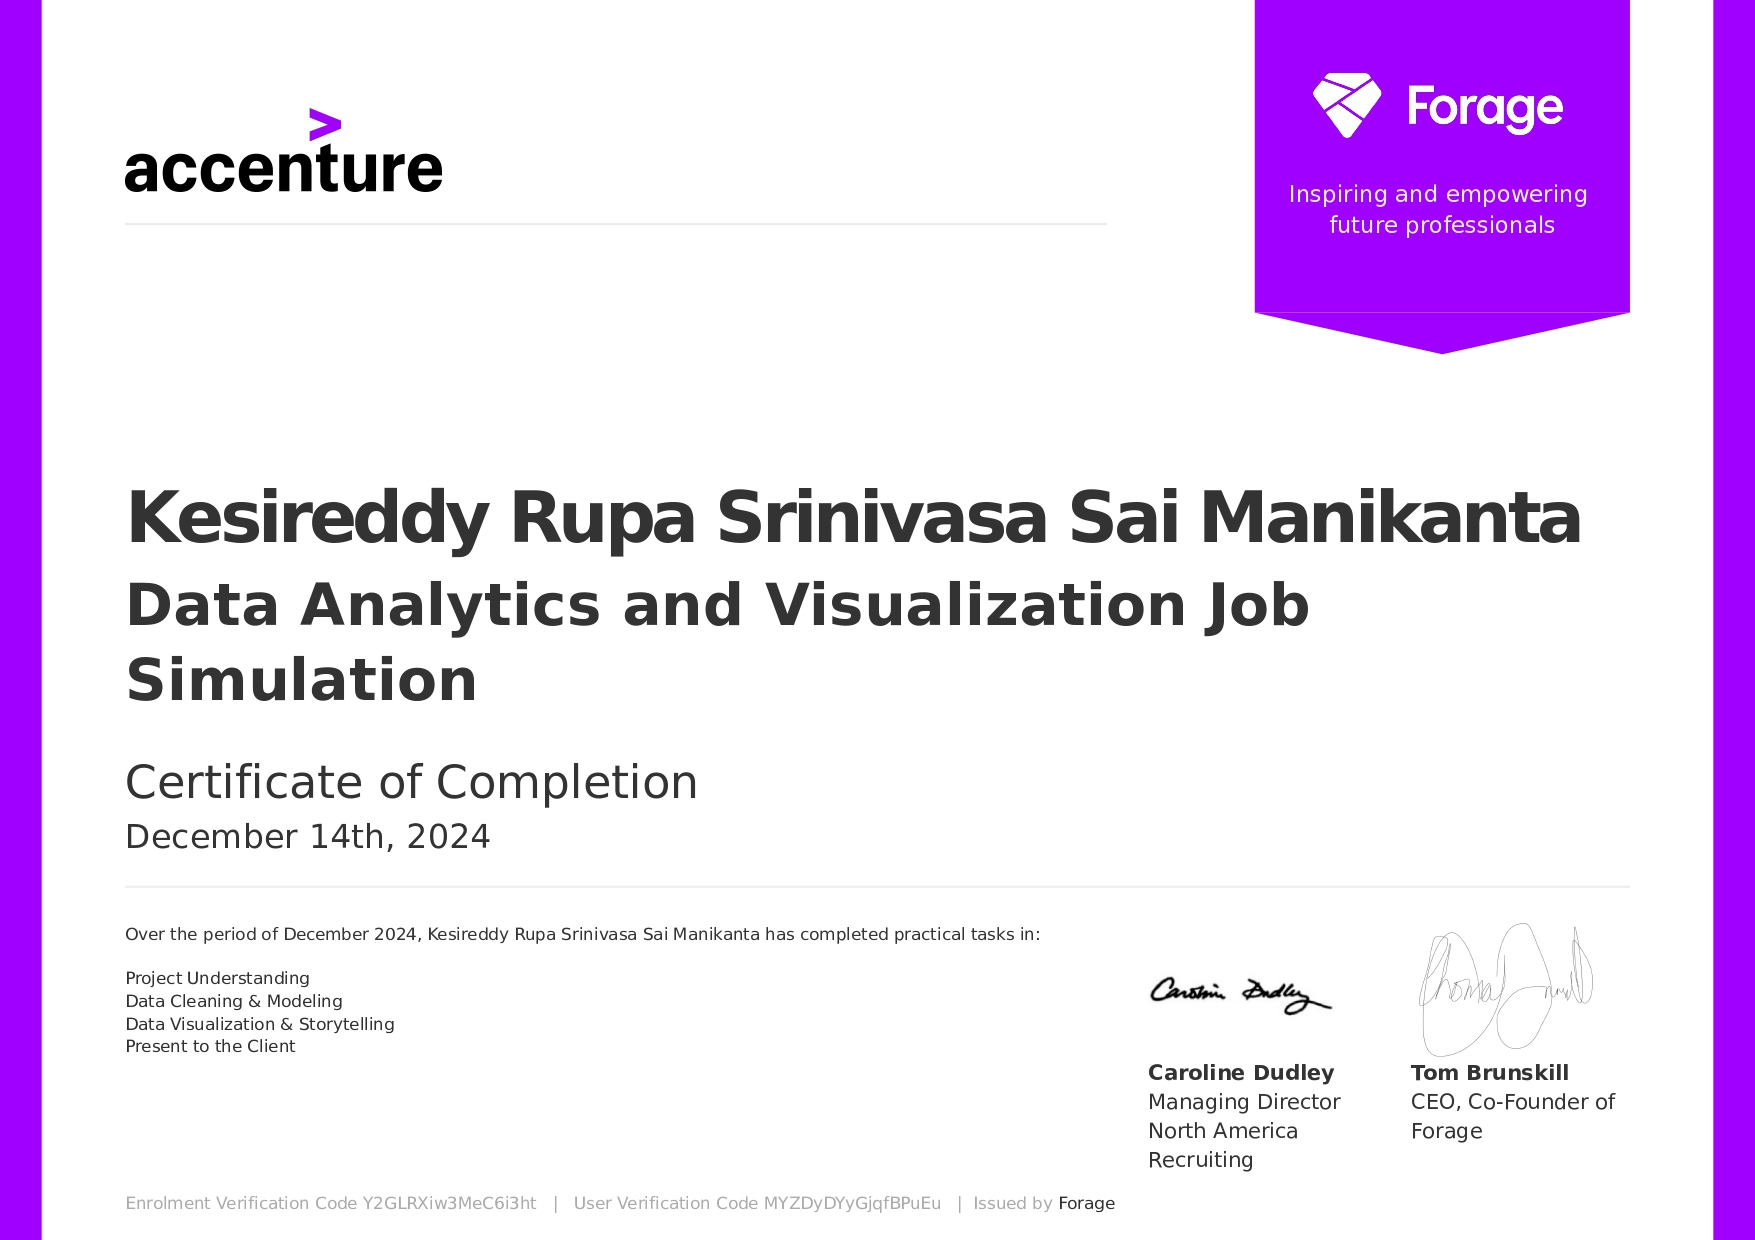 accenture
Forage
Inspiring and empowering
future professionals
Kesireddy Rupa Srinivasa Sai Manikanta
Data Analytics and Visualization Job
Simulation
Certificate of Completion
December 14th, 2024
Over the period of December 2024, Kesireddy Rupa Srinivasa Sai Manikanta has completed practical tasks in:
Project Understanding
Data Cleaning & Modeling
Data Visualization & Storytelling
Present to the Client
Caroline Dudley
Caroline Dudley
Managing Director
North America
Recruiting
Tom Brunskill
CEO, Co-Founder of
Forage
Enrolment Verification Code Y2GLRXiw3MeC6i3ht | User Verification Code MYZDyDYyGjqfBPuEu | Issued by Forage